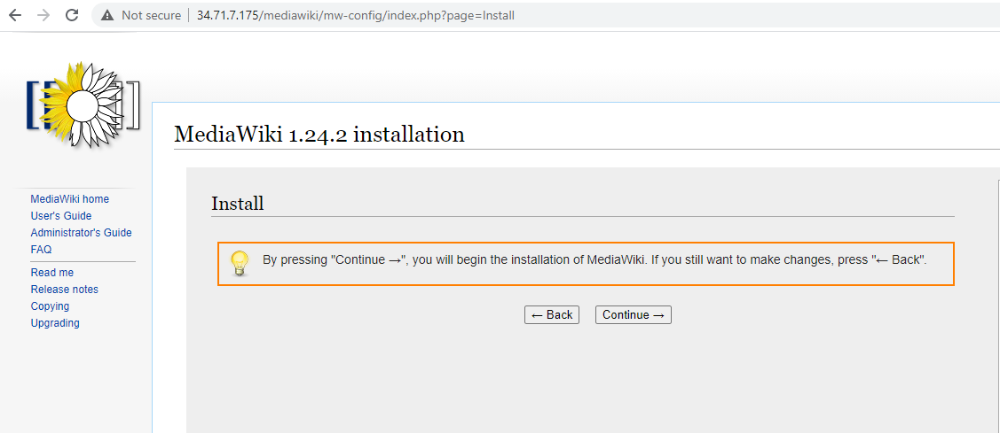 Not secure | 34.71.7.175/mediawiki/mw-config/index.php?page=Install
MediaWiki 1.24.2 installation
MediaWiki home
User's Guide
Administrator's Guide
FAQ
Read me
Release notes
Copying
Upgrading
Install
By pressing "Continue →", you will begin the installation of MediaWiki. If you still want to make changes, press "← Back".
← Back Continue →